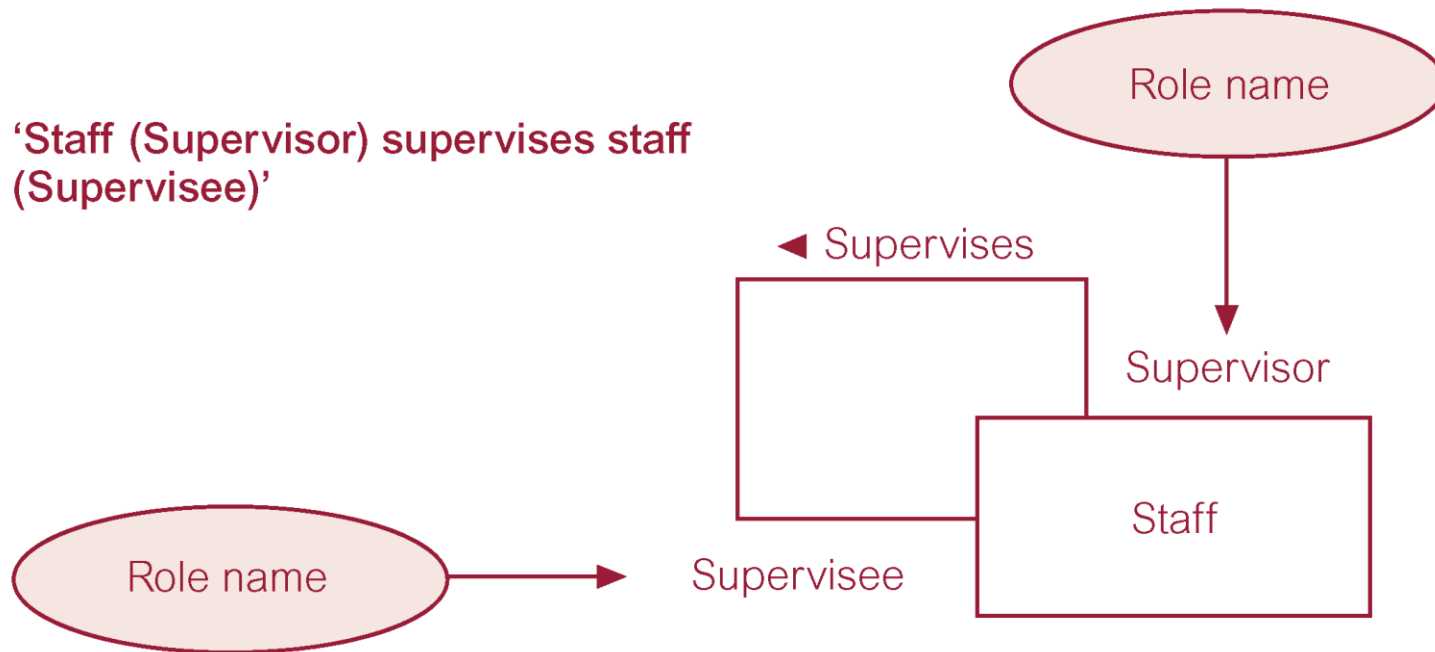 Role name
‘Staff (Supervisor) supervises staff
(Supervisee)’
◄ Supervises
Supervisor
Staff
Role name
Supervisee